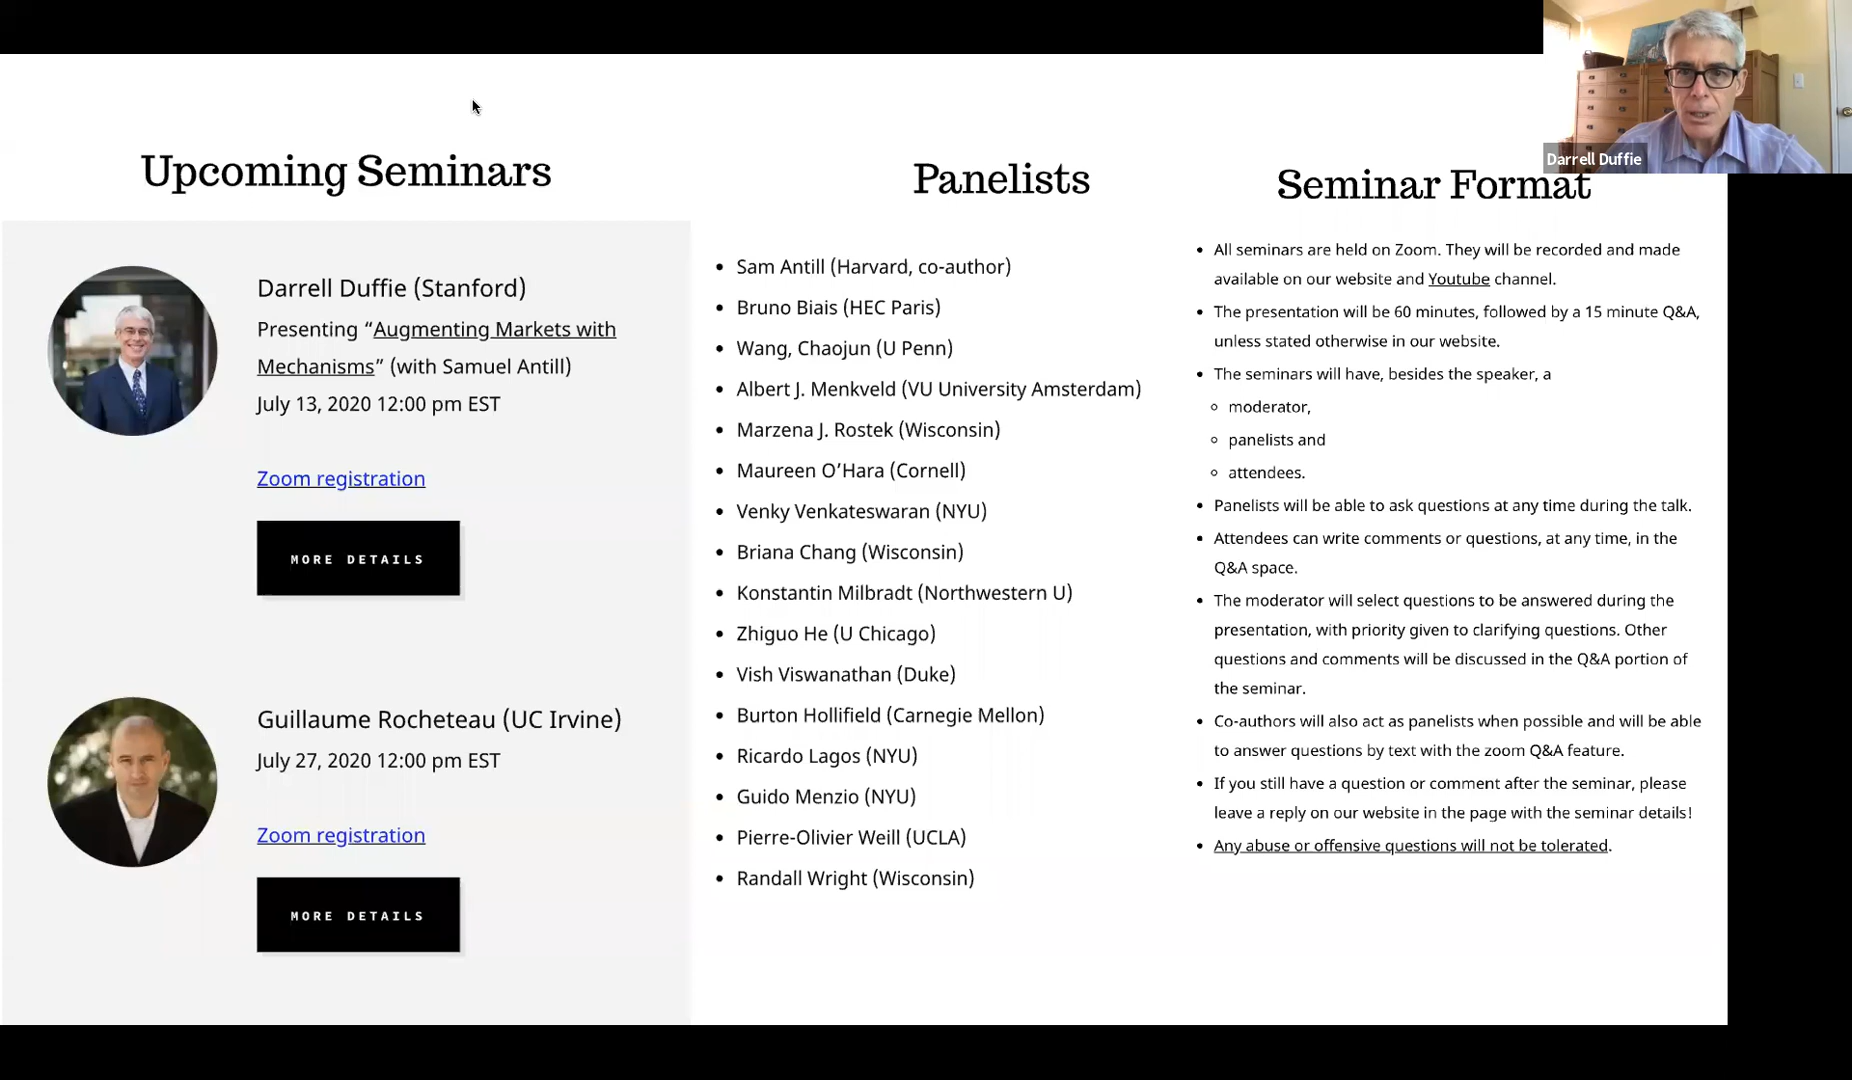 Darrell Duffie
Upcoming Seminars
Darrell Duffie (Stanford)
Presenting “Augmenting Markets with
Mechanisms” (with Samuel Antill)
July 13, 2020 12:00 pm EST
Zoom registration
MORE DETAILS
Guillaume Rocheteau (UC Irvine)
July 27, 2020 12:00 pm EST
Zoom registration
MORE DETAILS
Panelists
• Sam Antill (Harvard, co-author)
• Bruno Biais (HEC Paris)
• Wang, Chaojun (U Penn)
• Albert J. Menkveld (VU University Amsterdam)
• Marzena J. Rostek (Wisconsin)
• Maureen O’Hara (Cornell)
• Venky Venkateswaran (NYU)
• Briana Chang (Wisconsin)
• Konstantin Milbradt (Northwestern U)
• Zhiguo He (U Chicago)
• Vish Viswanathan (Duke)
• Burton Hollifield (Carnegie Mellon)
• Ricardo Lagos (NYU)
• Guido Menzio (NYU)
• Pierre-Olivier Weill (UCLA)
• Randall Wright (Wisconsin)
Seminar Format
• All seminars are held on Zoom. They will be recorded and made
available on our website and Youtube channel.
• The presentation will be 60 minutes, followed by a 15 minute Q&A,
unless stated otherwise in our website.
• The seminars will have, besides the speaker, a
◦ moderator,
◦ panelists and
◦ attendees.
• Panelists will be able to ask questions at any time during the talk.
• Attendees can write comments or questions, at any time, in the
Q&A space.
• The moderator will select questions to be answered during the
presentation, with priority given to clarifying questions. Other
questions and comments will be discussed in the Q&A portion of
the seminar.
• Co-authors will also act as panelists when possible and will be able
to answer questions by text with the zoom Q&A feature.
• If you still have a question or comment after the seminar, please
leave a reply on our website in the page with the seminar details!
• Any abuse or offensive questions will not be tolerated.